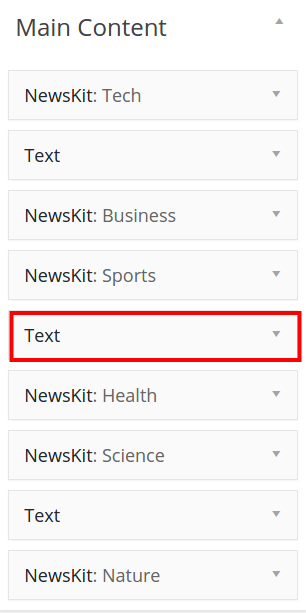 Main Content
NewsKit: Tech
Text
NewsKit: Business
NewsKit: Sports
Text
NewsKit: Health
NewsKit: Science
Text
NewsKit: Nature